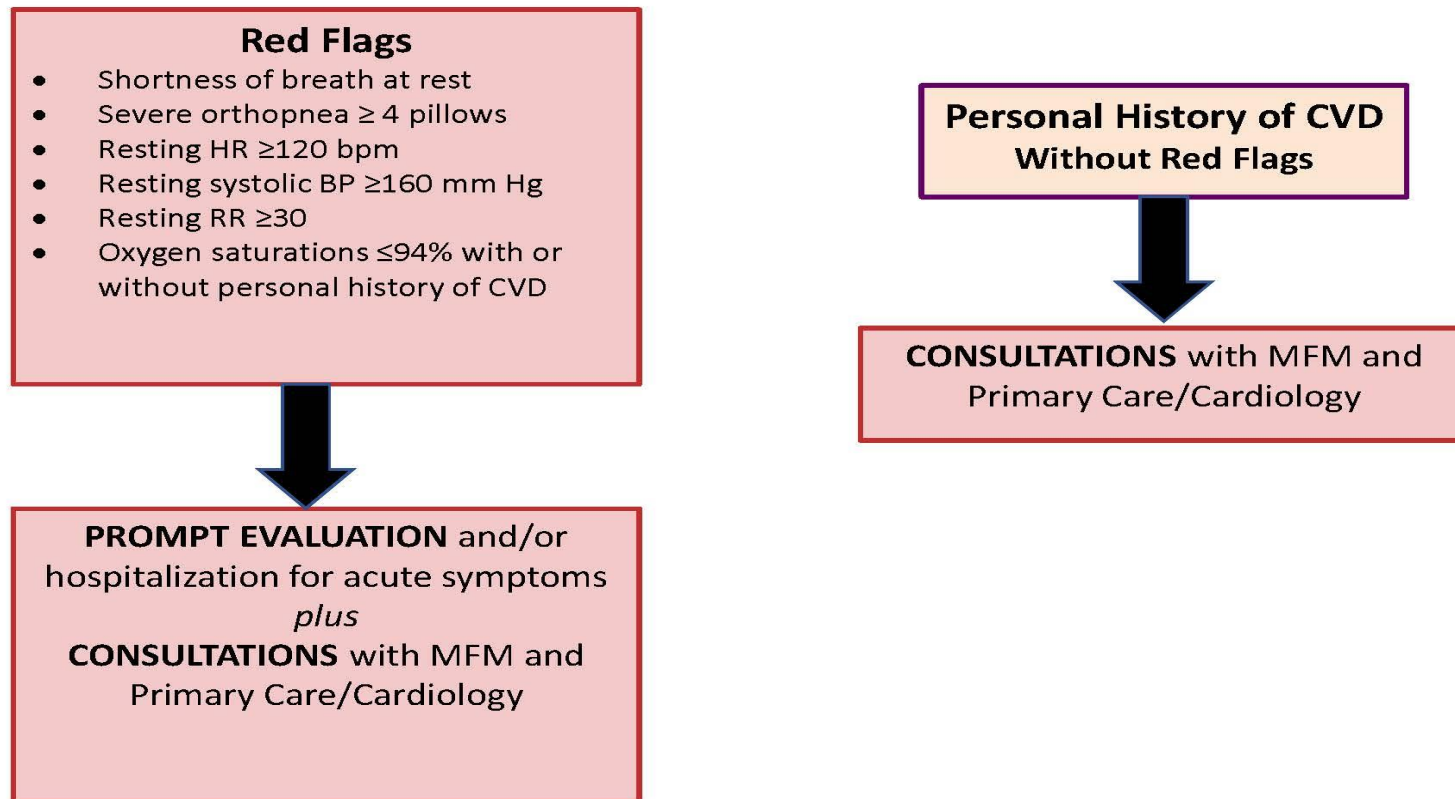 Red Flags
• Shortness of breath at rest
• Severe orthopnea ≥ 4 pillows
• Resting HR ≥120 bpm
• Resting systolic BP ≥160 mm Hg
• Resting RR ≥30
• Oxygen saturations ≤94% with or
without personal history of CVD
PROMPT EVALUATION and/or
hospitalization for acute symptoms
plus
CONSULTATIONS with MFM and
Primary Care/Cardiology
Personal History of CVD
Without Red Flags
CONSULTATIONS with MFM and
Primary Care/Cardiology